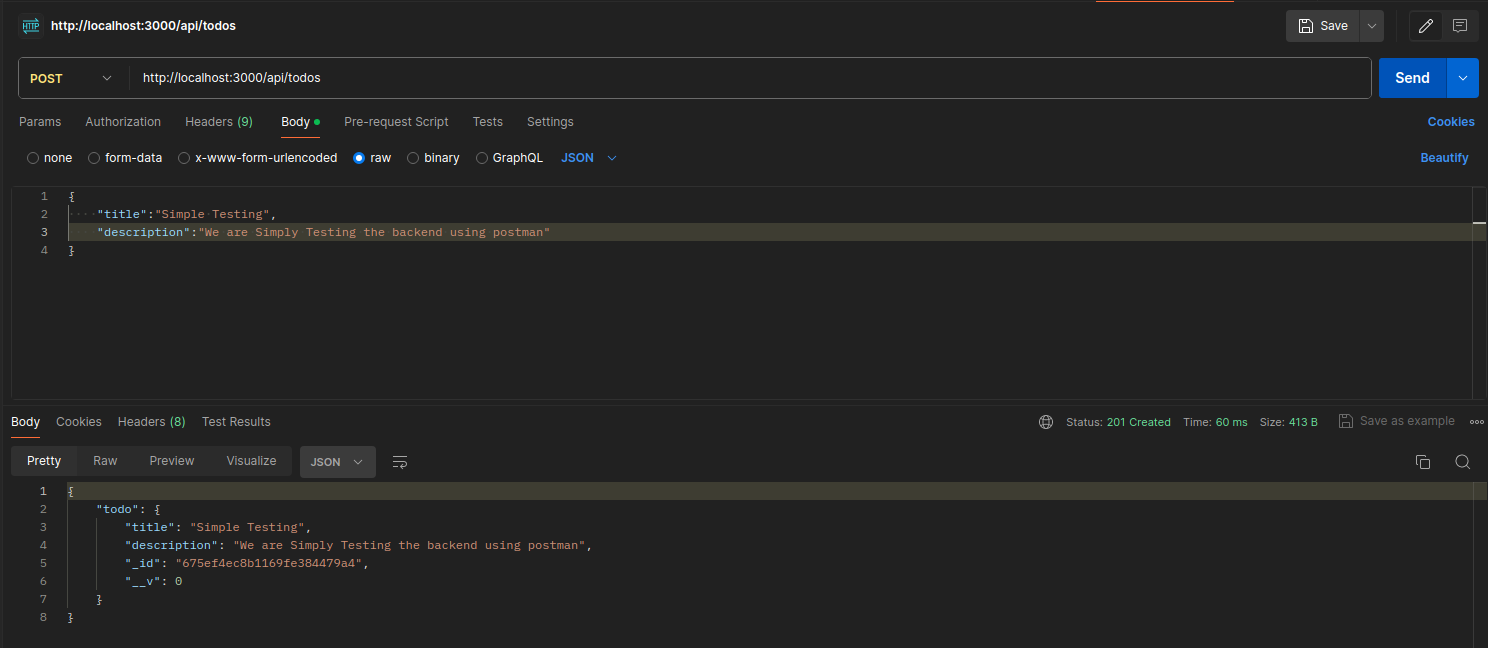 HTTP http://localhost:3000/api/todos Save
POST http://localhost:3000/api/todos Send
Params Authorization Headers (9) Body Pre-request Script Tests Settings Cookies
none form-data x-www-form-urlencoded raw binary GraphQL JSON Beautify
1 {
2 ····"title":"Simple·Testing",
3 "description":"We are Simply Testing the backend using postman"
4 }
Body Cookies Headers (8) Test Results Status: 201 Created Time: 60 ms Size: 413 B Save as example
Pretty Raw Preview Visualize JSON
1 {
2 "todo": {
3 "title": "Simple Testing",
4 "description": "We are Simply Testing the backend using postman",
5 "_id": "675ef4ec8b1169fe384479a4",
6 "__v": 0
7 }
8 }